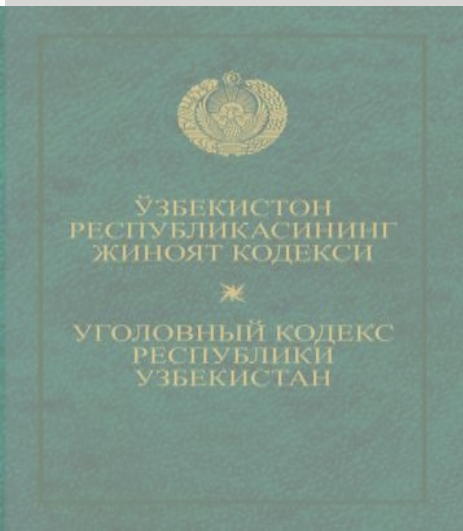 ЎЗБЕКИСТОН
РЕСПУБЛИКАСИНИНГ
ЖИНОЯТ КОДЕКСИ
УГОЛОВНЫЙ КОДЕКС
РЕСПУБЛИКИ
УЗБЕКИСТАН